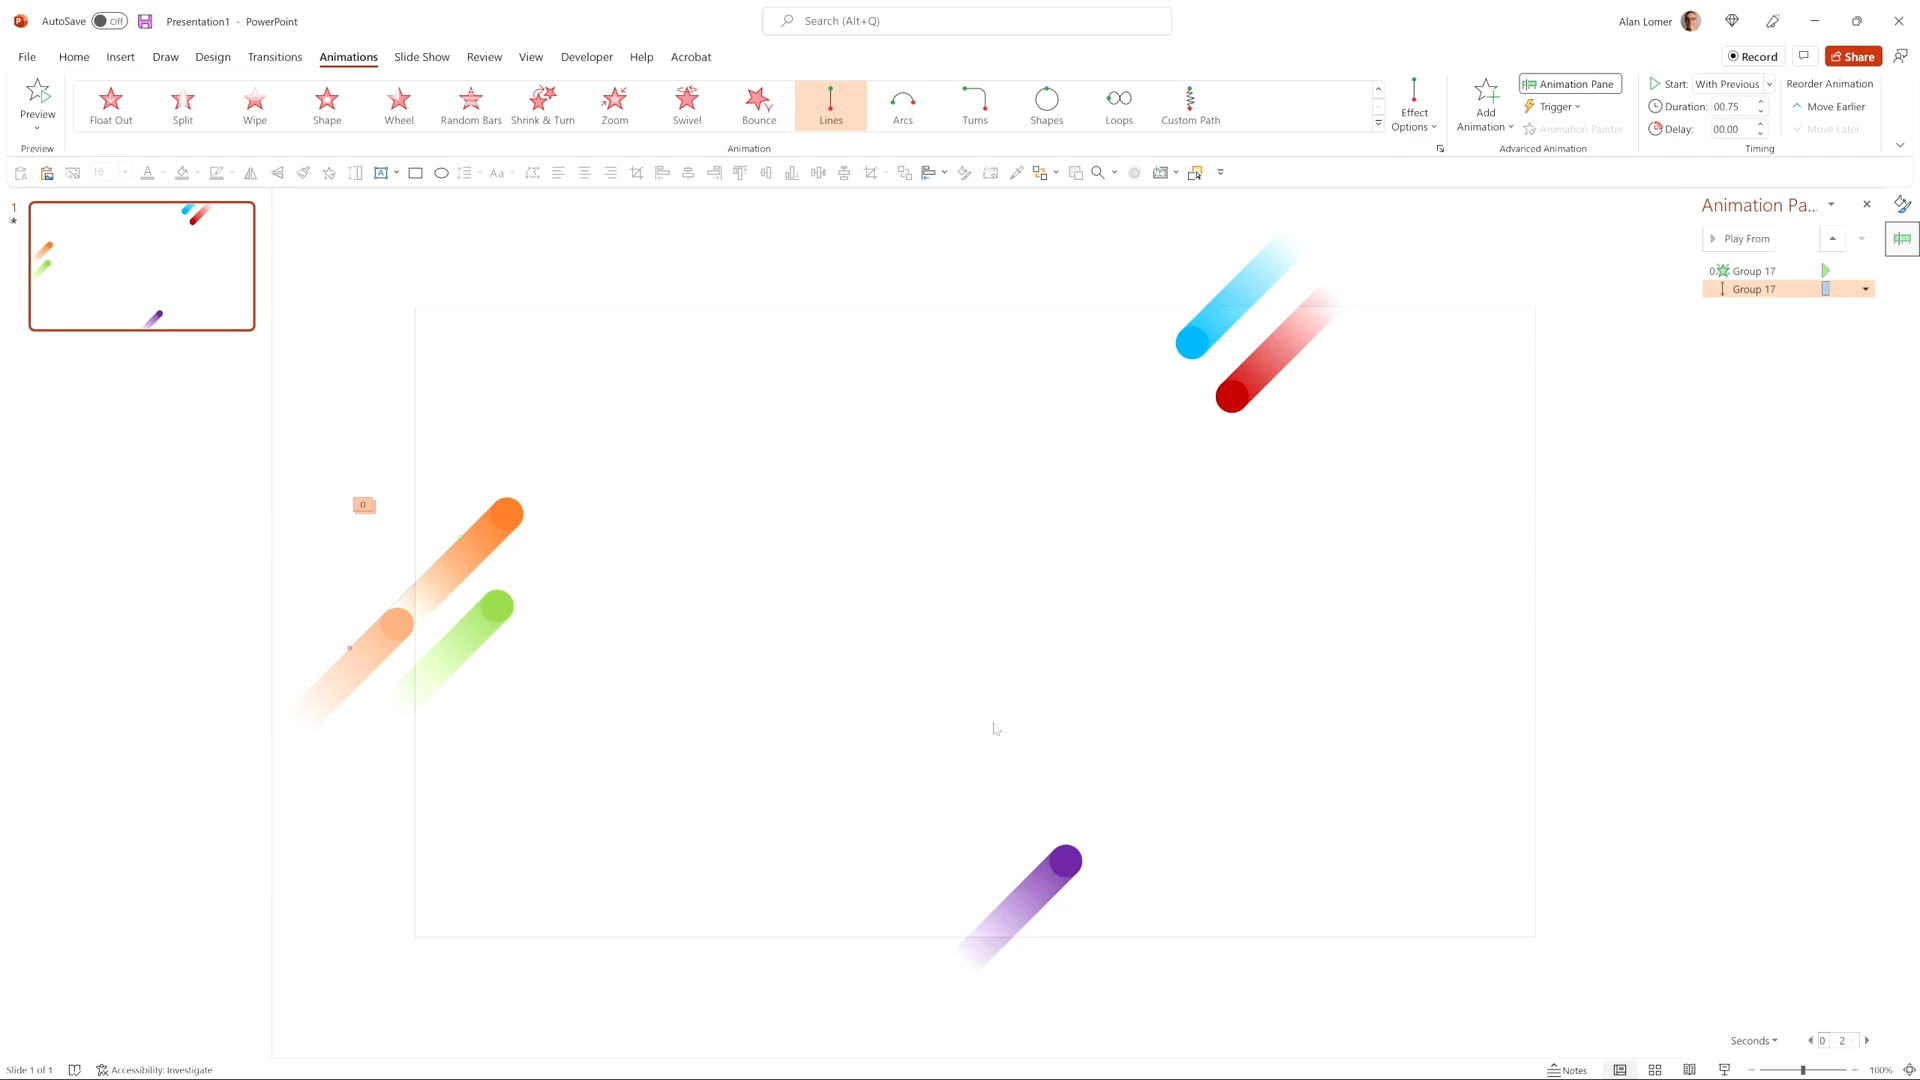 AutoSave Off Presentation1 - PowerPoint Search (Alt+Q) Alan Lomer
File Home Insert Draw Design Transitions Animations Slide Show Review View Developer Help Acrobat Record Share
Preview Float Out Split Wipe Shape Wheel Random Bars Shrink & Turn Zoom Swivel Bounce Lines Arcs Turns Shapes Loops Custom Path
Effect Options Add Animation
Animation Pane Start: With Previous Reorder Animation
Trigger Duration: 00.75 Move Earlier
Animation Painter Delay: 00.00 Move Later
Preview Animation Advanced Animation Timing
18 Aa
1
Animation Pa...
Play From
0 Group 17
Group 17
0
Seconds 0 2
Slide 1 of 1 Accessibility: Investigate Notes 100%